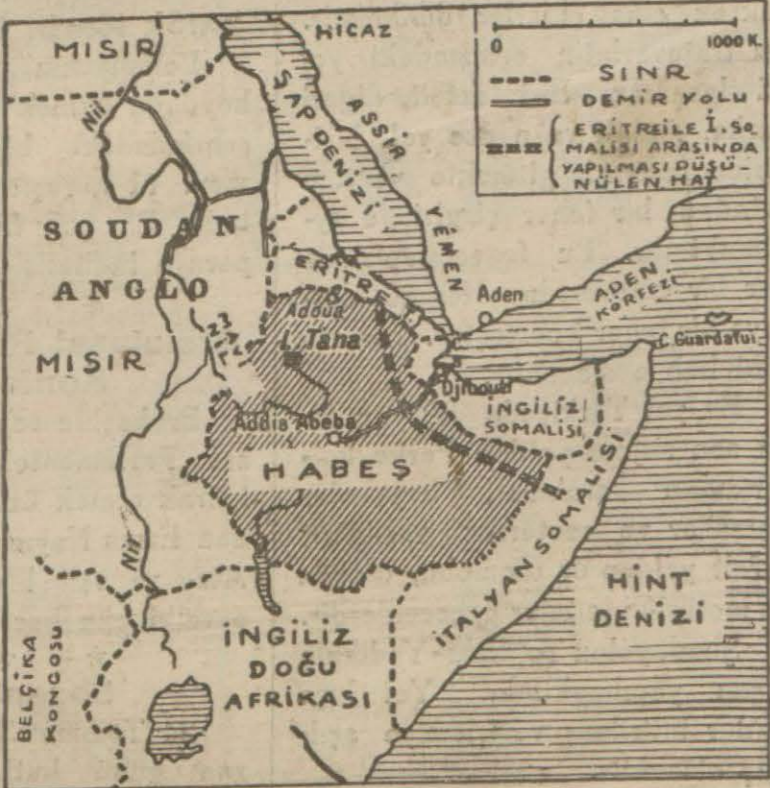 MISIR
HİCAZ
0 1000 K.
SINR
DEMİR YOLU
ERİTREİLE İ. SO
MALİSİ ARASINDA
YAPILMASI DÜŞÜ-
NÜLEN HAT
Nil
ŞAP DENİZİ
ASSİR
YEMEN
SOUDAN
ANGLO
MISIR
ERİTRE
Adoua
Aden
ADEN
KÖRFEZİ
C. Guardafui
MAVİ
NİL
l. Tana
Djibouti
İNGİLİZ
SOMALİSİ
Addis Abeba
HABEŞ
İTALYAN SOMALİSİ
Nil
HİNT
DENİZİ
BELÇİKA
KONGOSU
İNGİLİZ
DOĞU
AFRİKASI